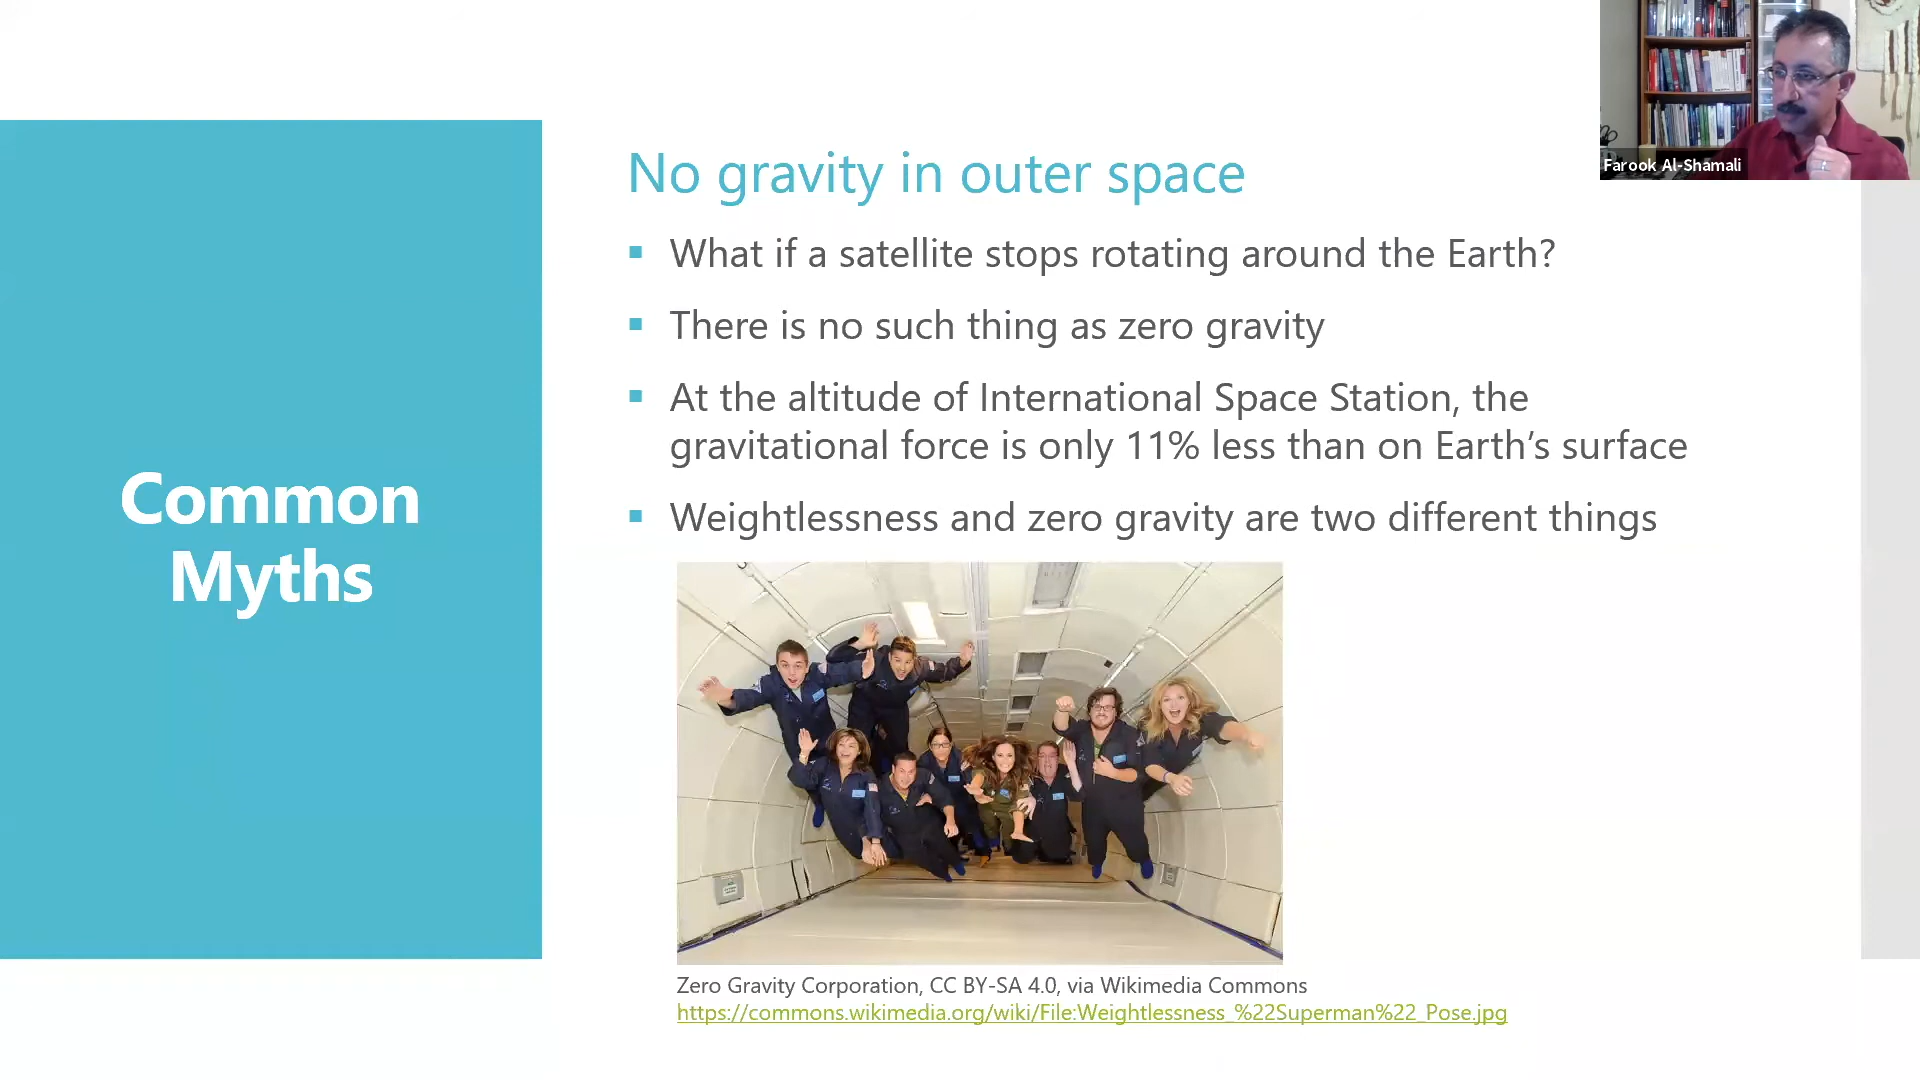 Common
Myths
No gravity in outer space
What if a satellite stops rotating around the Earth?
There is no such thing as zero gravity
At the altitude of International Space Station, the
gravitational force is only 11% less than on Earth's surface
Weightlessness and zero gravity are two different things
Zero Gravity Corporation, CC BY-SA 4.0, via Wikimedia Commons
https://commons.wikimedia.org/wiki/File:Weightlessness_%22Superman%22_Pose.jpg
Farook Al-Shamali